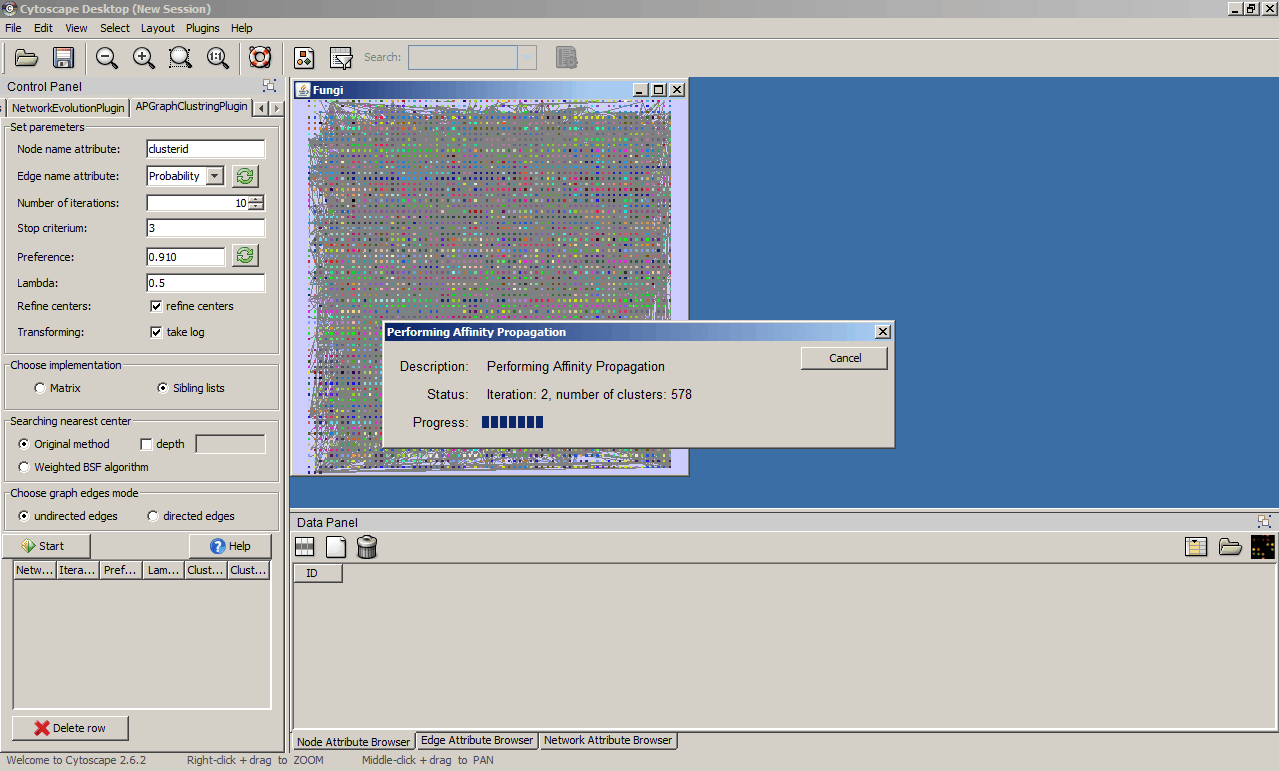 Cytoscape Desktop (New Session)
File Edit View Select Layout Plugins Help
1:1 Search:
Control Panel
s NetworkEvolutionPlugin APGraphClustringPlugin
Set paremeters
Node name attribute: clusterid
Edge name attribute: Probability
Number of iterations: 10
Stop criterium: 3
Preference: 0.910
Lambda: 0.5
Refine centers: refine centers
Transforming: take log
Choose implementation
Matrix Sibling lists
Searching nearest center
Original method depth
Weighted BSF algorithm
Choose graph edges mode
undirected edges directed edges
Start Help
Netw... Itera... Pref... Lam... Clust... Clust...
Delete row
Fungi
Performing Affinity Propagation
Cancel
Description: Performing Affinity Propagation
Status: Iteration: 2, number of clusters: 578
Progress:
Data Panel
ID
Node Attribute Browser Edge Attribute Browser Network Attribute Browser
Welcome to Cytoscape 2.6.2 Right-click + drag to ZOOM Middle-click + drag to PAN